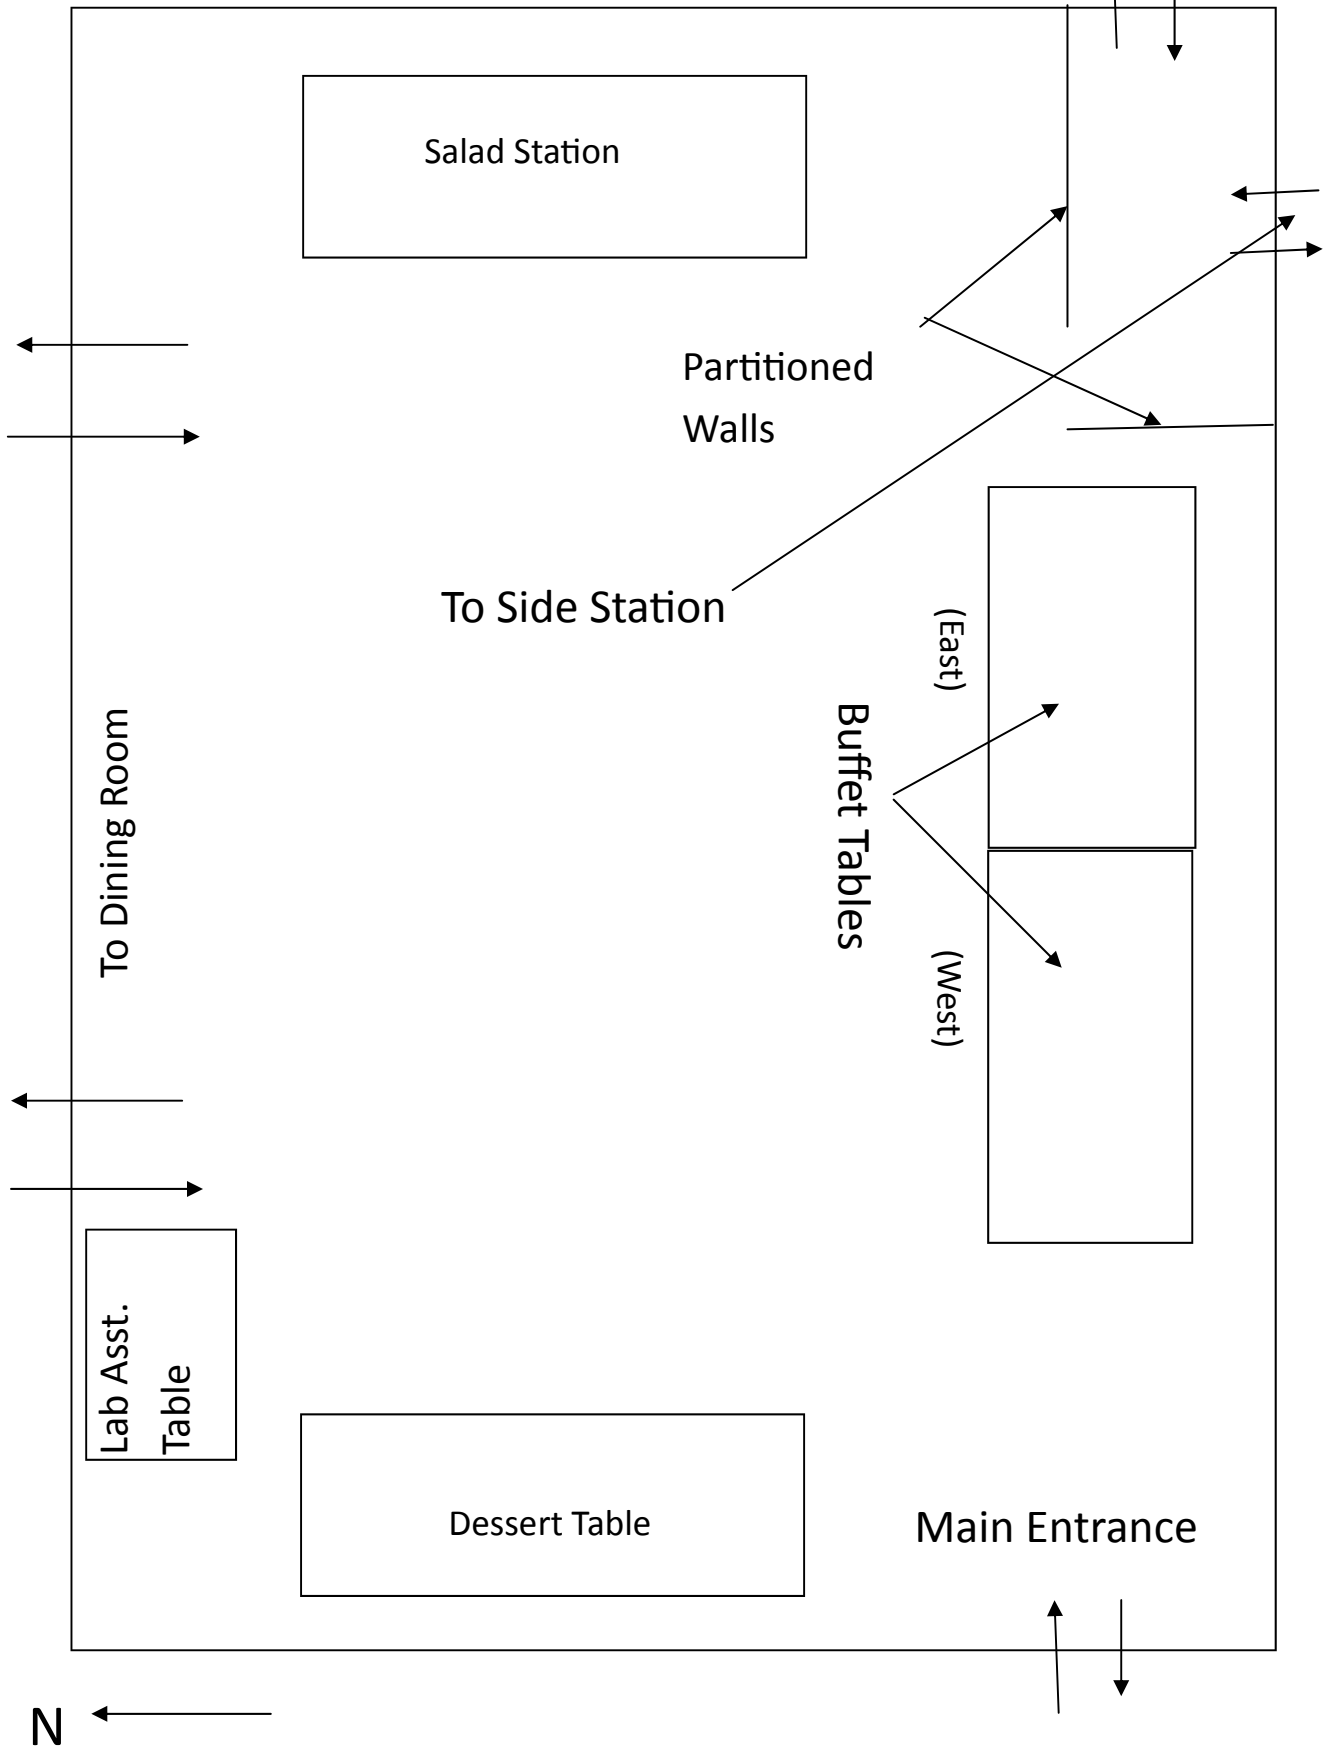 Salad Station
Partitioned
Walls
To Side Station
(East)
Buffet Tables
To Dining Room
(West)
Lab Asst.
Table
Dessert Table
Main Entrance
N